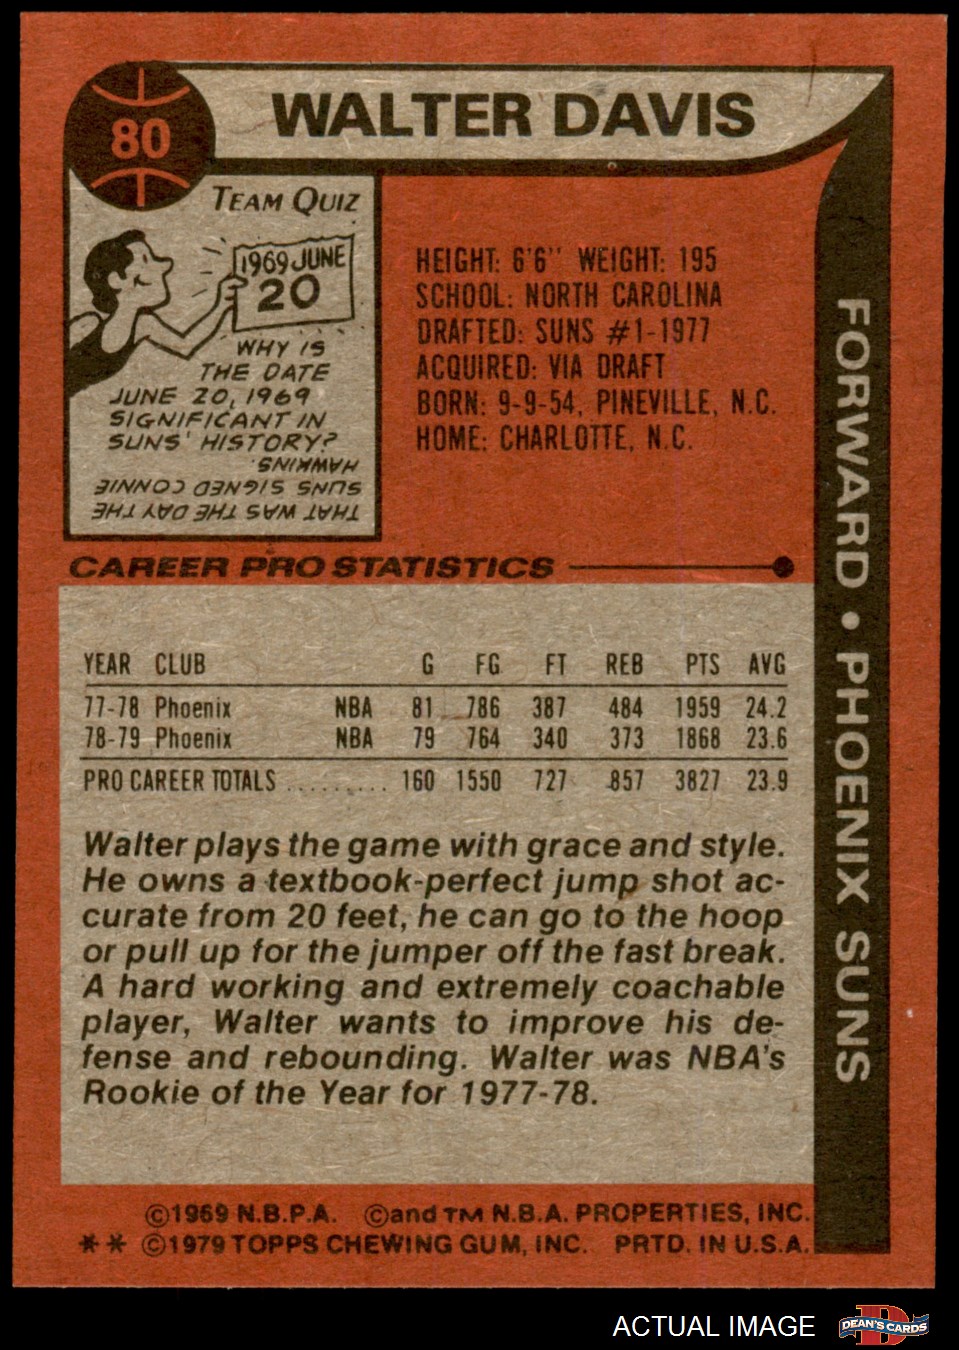 80
WALTER DAVIS
TEAM QUIZ
1969 JUNE
20
WHY IS
THE DATE
JUNE 20, 1969
SIGNIFICANT IN
SUNS' HISTORY?
THAT WAS THE DAY THE
SUNS SIGNED CONNIE
HAWKINS.
HEIGHT: 6'6" WEIGHT: 195
SCHOOL: NORTH CAROLINA
DRAFTED: SUNS #1-1977
ACQUIRED: VIA DRAFT
BORN: 9-9-54, PINEVILLE, N.C.
HOME: CHARLOTTE, N.C.
FORWARD • PHOENIX SUNS
CAREER PRO STATISTICS
YEAR CLUB G FG FT REB PTS AVG
77-78 Phoenix NBA 81 786 387 484 1959 24.2
78-79 Phoenix NBA 79 764 340 373 1868 23.6
PRO CAREER TOTALS .......... 160 1550 727 857 3827 23.9
Walter plays the game with grace and style.
He owns a textbook-perfect jump shot ac-
curate from 20 feet, he can go to the hoop
or pull up for the jumper off the fast break.
A hard working and extremely coachable
player, Walter wants to improve his de-
fense and rebounding. Walter was NBA's
Rookie of the Year for 1977-78.
©1969 N.B.P.A. ©and TM N.B.A. PROPERTIES, INC.
** ©1979 TOPPS CHEWING GUM, INC. PRTD. IN U.S.A.
ACTUAL IMAGE
D
DEAN'S CARDS